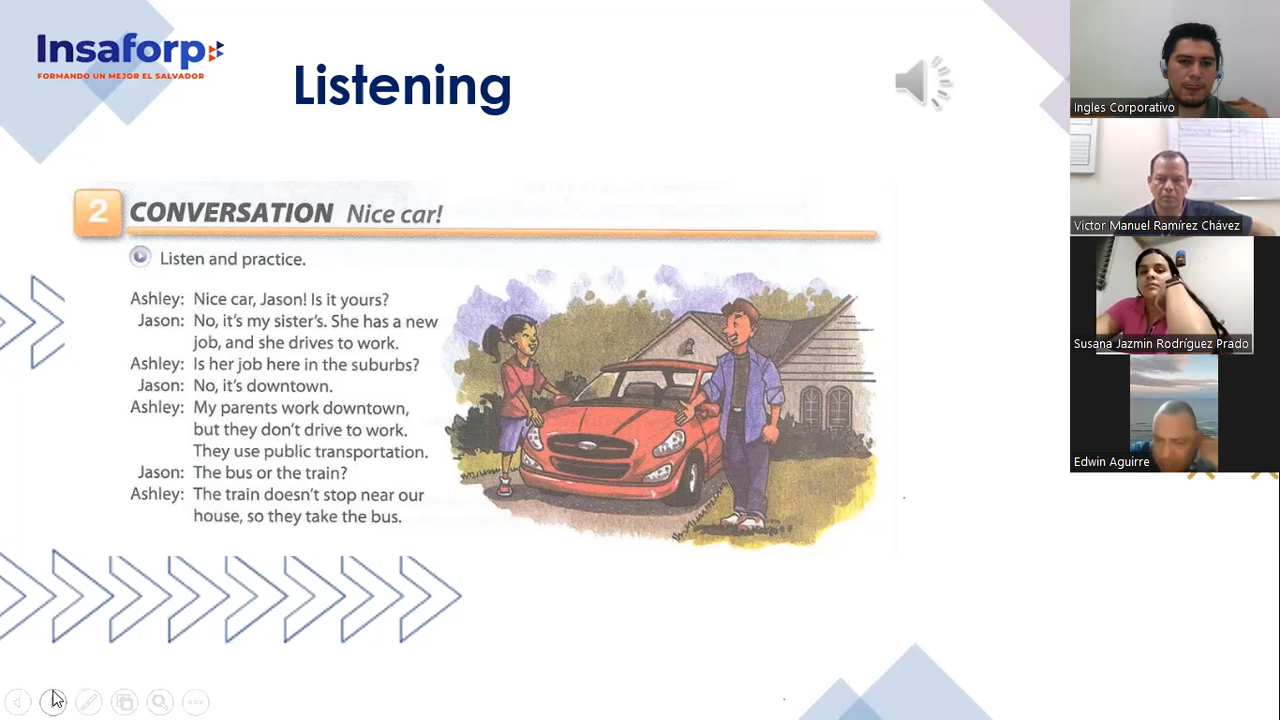 Insaforp
FORMANDO UN MEJOR EL SALVADOR
Listening
2 CONVERSATION Nice car!
Listen and practice.
Ashley: Nice car, Jason! Is it yours?
Jason: No, it's my sister's. She has a new
job, and she drives to work.
Ashley: Is her job here in the suburbs?
Jason: No, it's downtown.
Ashley: My parents work downtown,
but they don't drive to work.
They use public transportation.
Jason: The bus or the train?
Ashley: The train doesn't stop near our
house, so they take the bus.
Ingles Corporativo
Víctor Manuel Ramírez Chávez
Susana Jazmin Rodríguez Prado
Edwin Aguirre